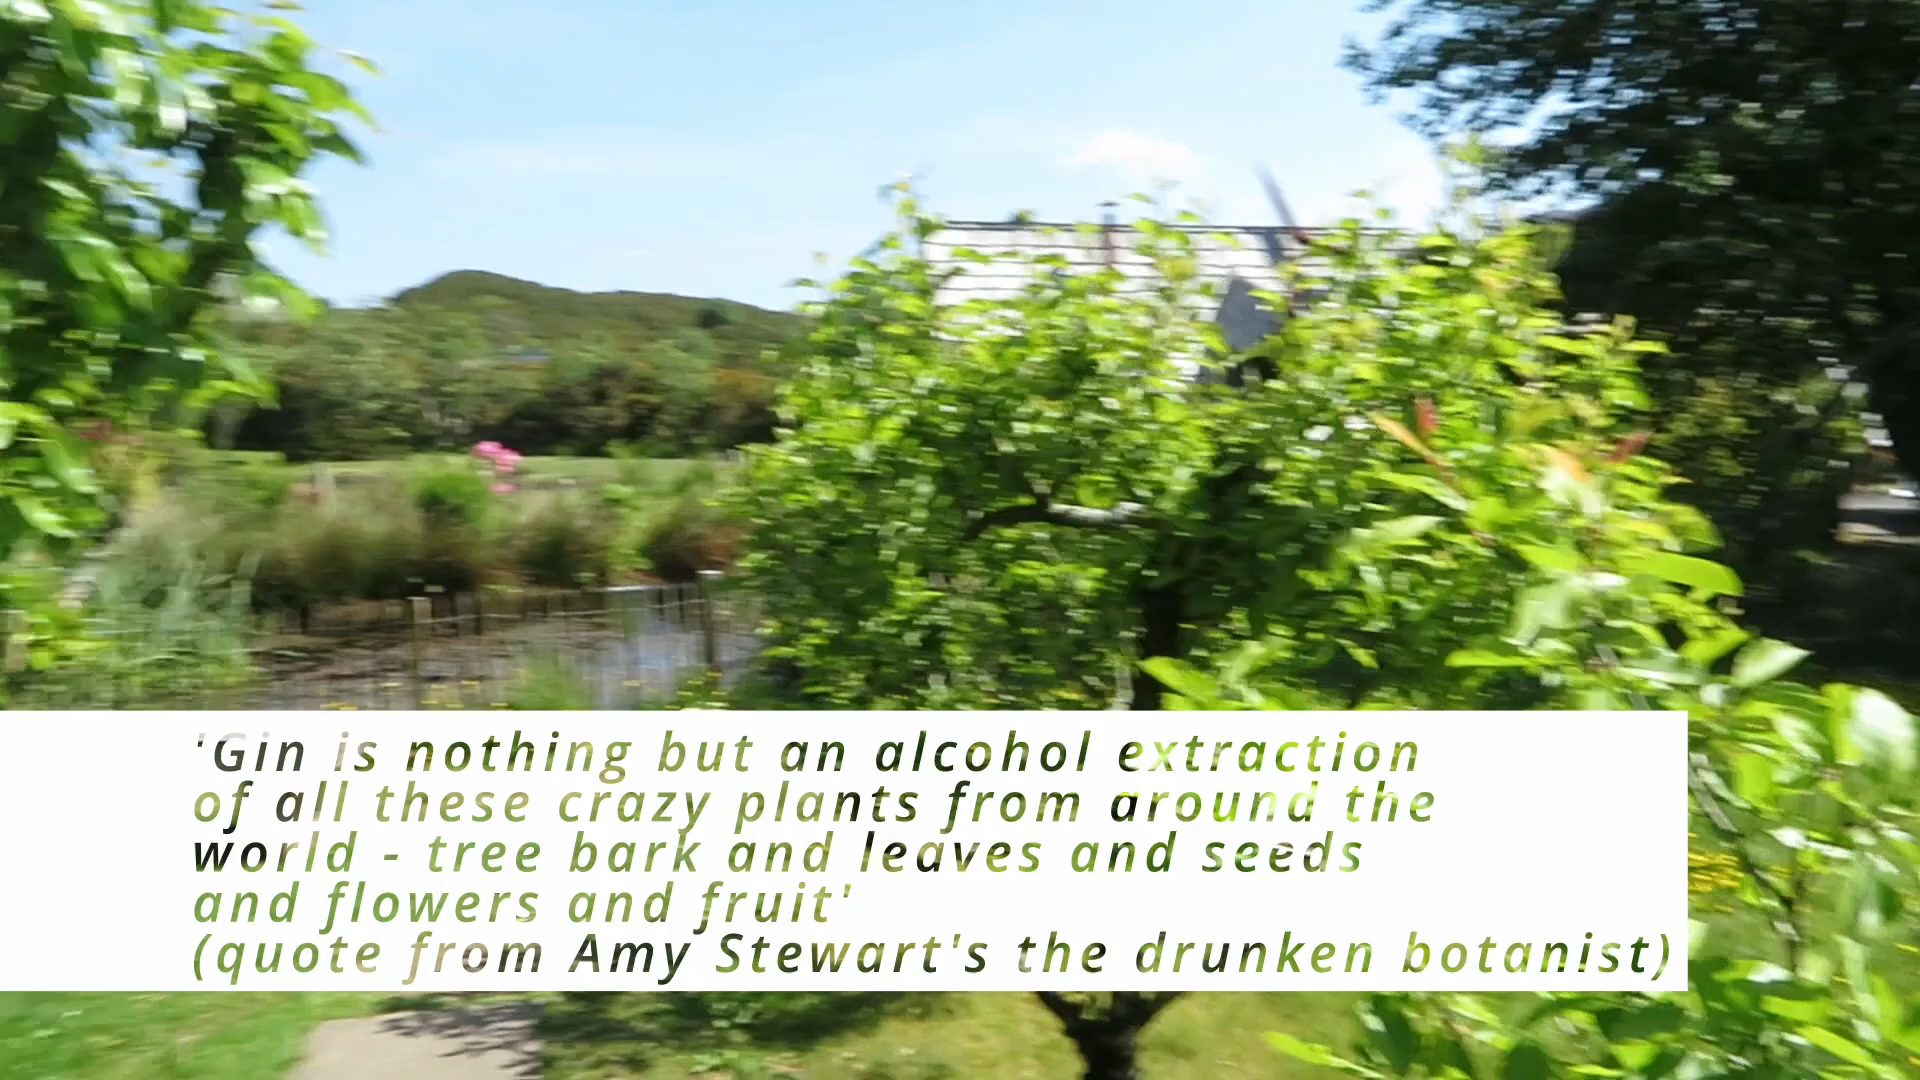 'Gin is nothing but an alcohol extraction
of all these crazy plants from around the
world - tree bark and leaves and seeds
and flowers and fruit'
(quote from Amy Stewart's the drunken botanist)